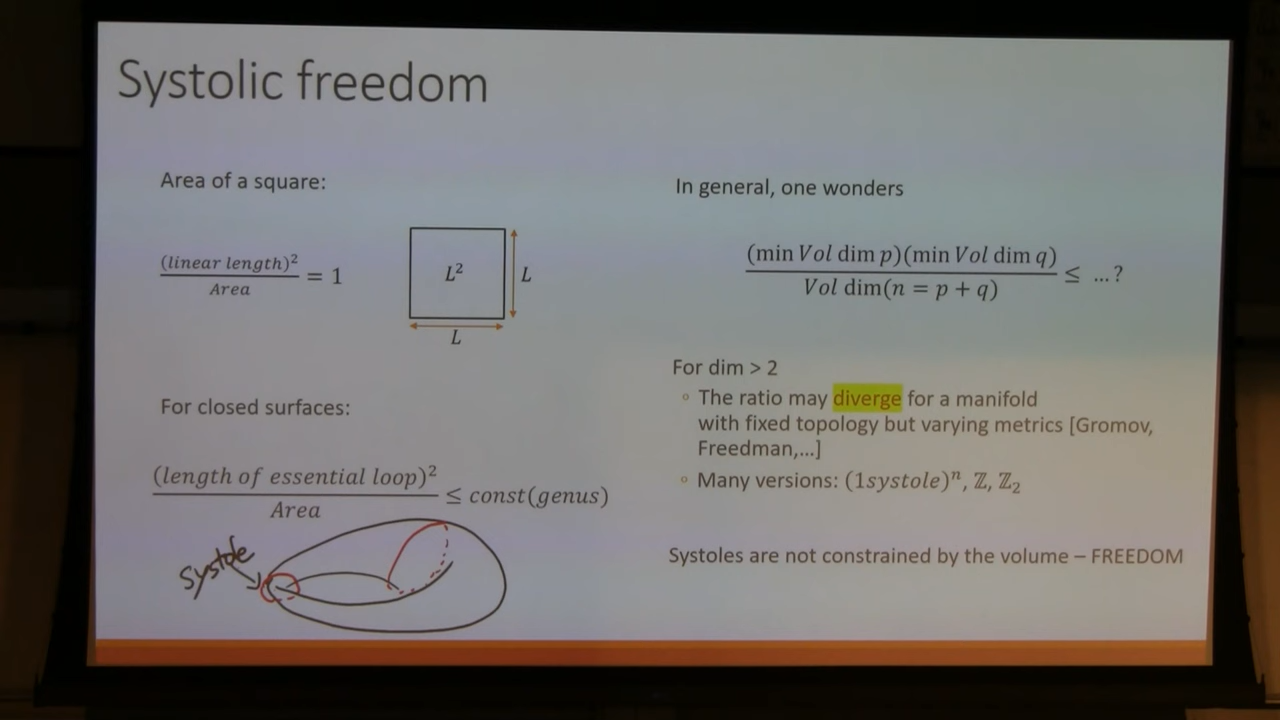 Systolic freedom
Area of a square:
(linear length)²
Area
= 1
L²
L
L
For closed surfaces:
(length of essential loop)²
Area
≤ const(genus)
Systole
In general, one wonders
(min Vol dim p)(min Vol dim q)
Vol dim(n = p + q)
≤ ...?
For dim > 2
The ratio may diverge for a manifold
with fixed topology but varying metrics [Gromov,
Freedman,...]
Many versions: (1systole)ⁿ, ℤ, ℤ₂
Systoles are not constrained by the volume – FREEDOM